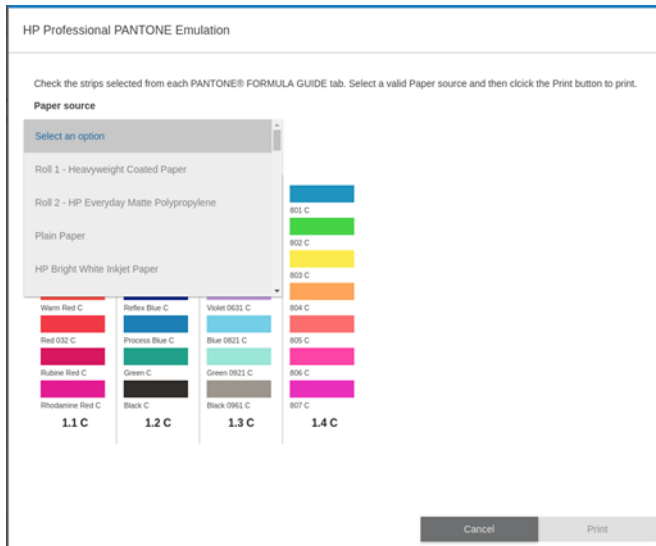 HP Professional PANTONE Emulation
Check the strips selected from each PANTONE® FORMULA GUIDE tab. Select a valid Paper source and then clcick the Print button to print.
Paper source
Select an option
Roll 1 - Heavyweight Coated Paper
Roll 2 - HP Everyday Matte Polypropylene
Plain Paper
HP Bright White Inkjet Paper
801 C
802 C
803 C
Warm Red C Reflex Blue C Violet 0631 C 804 C
Red 032 C Process Blue C Blue 0821 C 805 C
Rubine Red C Green C Green 0921 C 806 C
Rhodamine Red C Black C Black 0961 C 807 C
1.1 C 1.2 C 1.3 C 1.4 C
Cancel Print